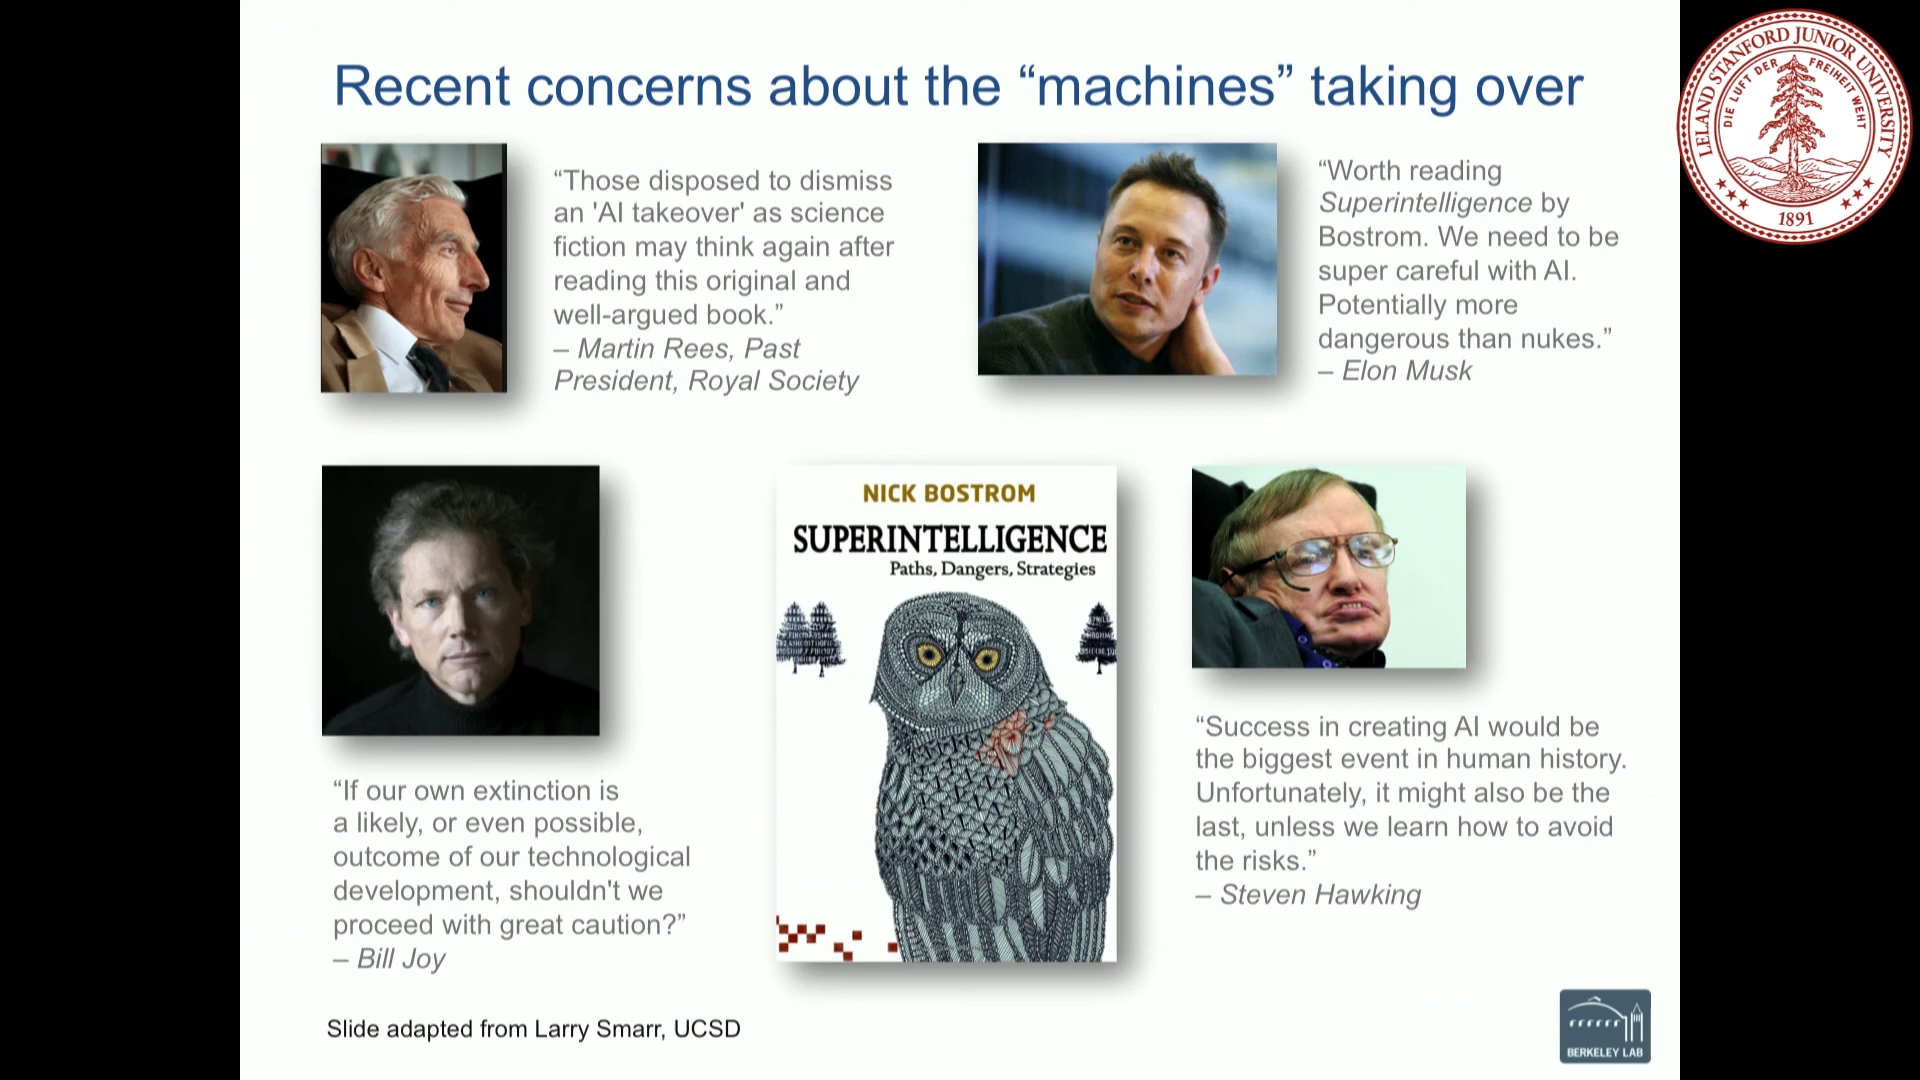 Recent concerns about the “machines” taking over
“Those disposed to dismiss
an 'AI takeover' as science
fiction may think again after
reading this original and
well-argued book.”
– Martin Rees, Past
President, Royal Society
“Worth reading
Superintelligence by
Bostrom. We need to be
super careful with AI.
Potentially more
dangerous than nukes.”
– Elon Musk
LELAND STANFORD JUNIOR UNIVERSITY
DIE LUFT DER FREIHEIT WEHT
1891
“If our own extinction is
a likely, or even possible,
outcome of our technological
development, shouldn't we
proceed with great caution?”
– Bill Joy
NICK BOSTROM
SUPERINTELLIGENCE
Paths, Dangers, Strategies
“Success in creating AI would be
the biggest event in human history.
Unfortunately, it might also be the
last, unless we learn how to avoid
the risks.”
– Steven Hawking
Slide adapted from Larry Smarr, UCSD
BERKELEY LAB